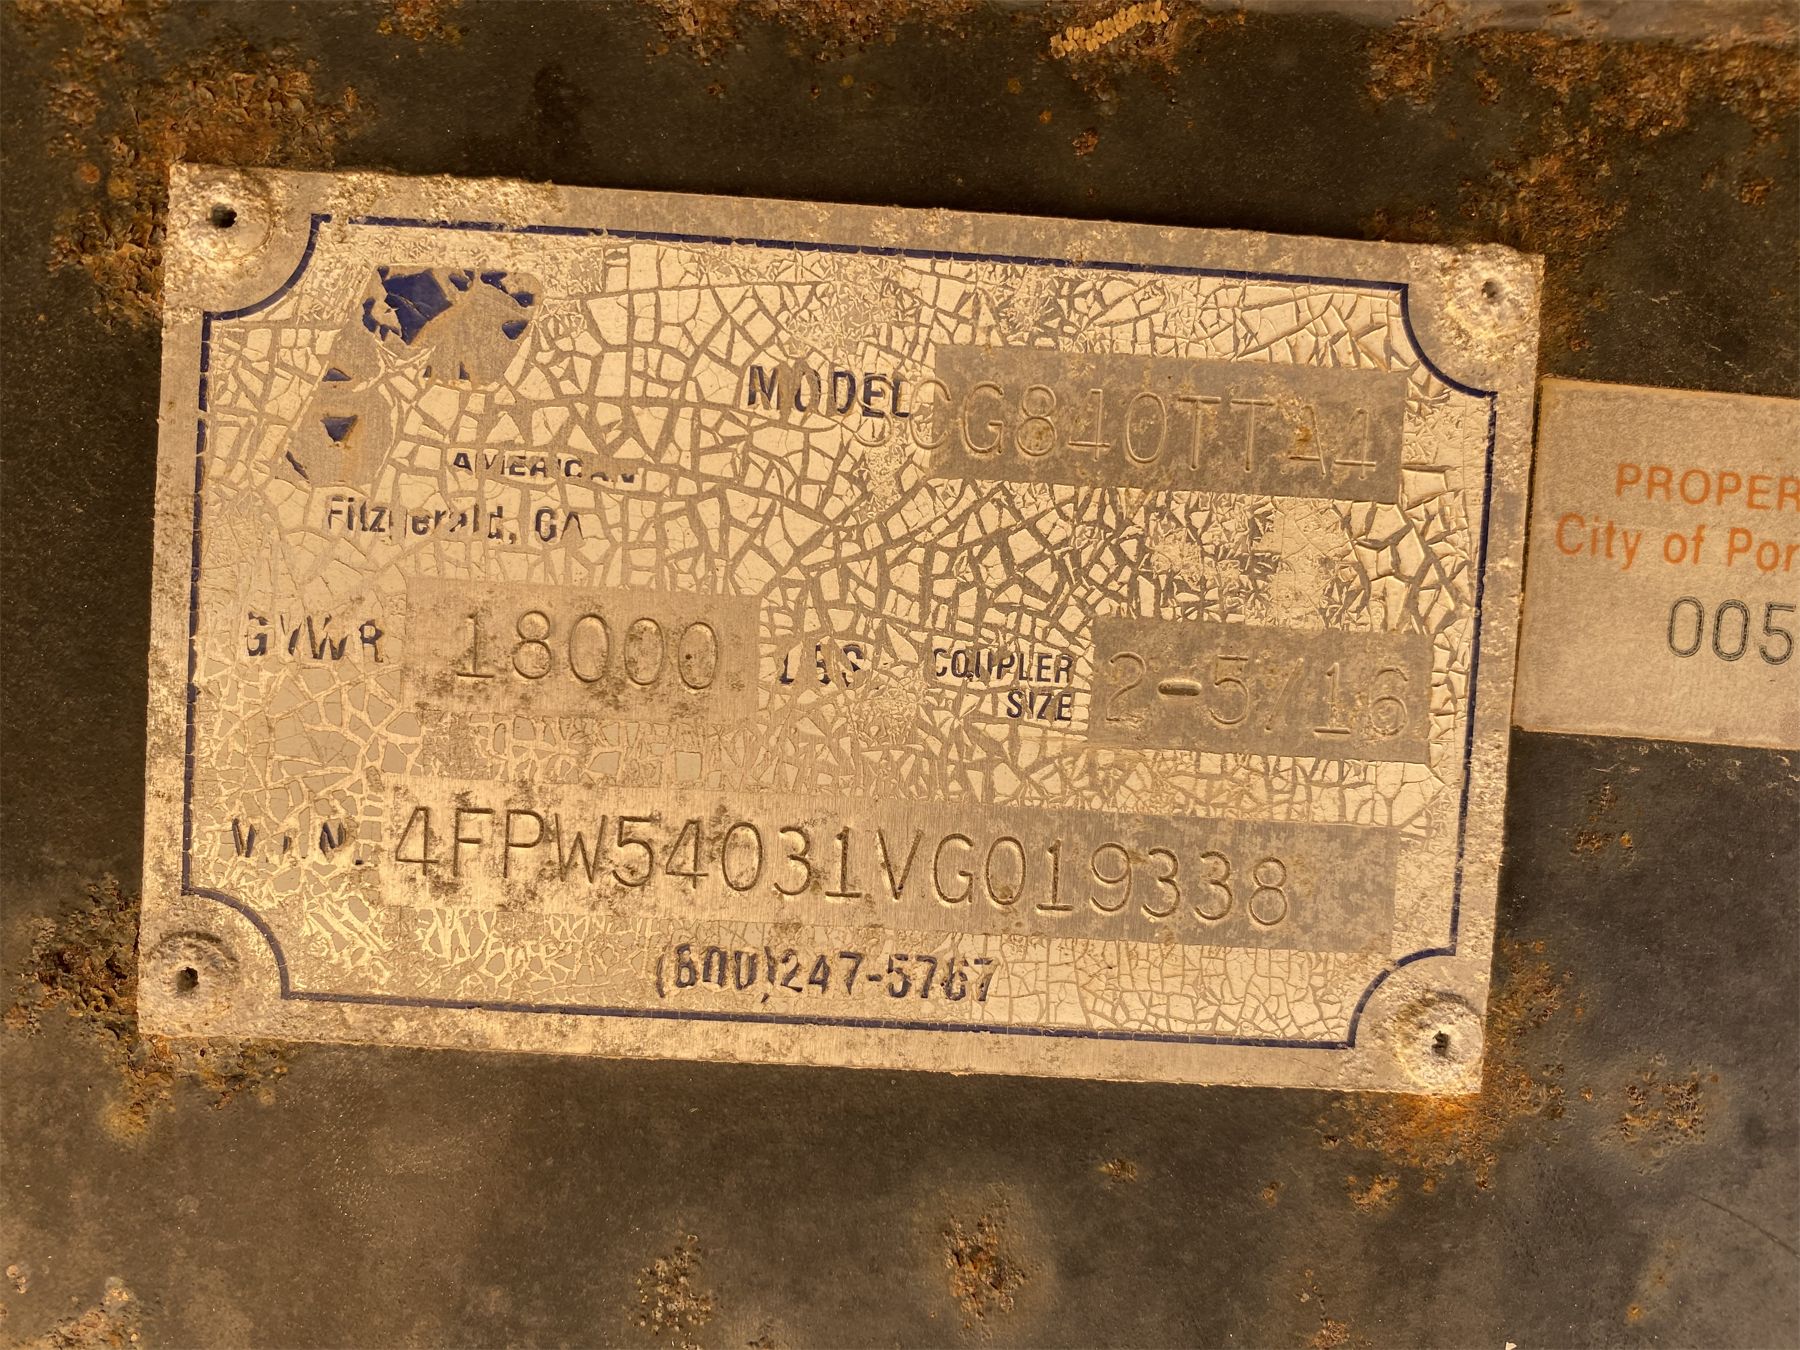 MODEL CG840TTA4
AMERICAN
Fitzgerald, GA
GVWR 18000 LBS. COUPLER SIZE 2-5/16
V.I.N. 4FPW54031VG019338
(800)247-5767
PROPER
City of Por
005